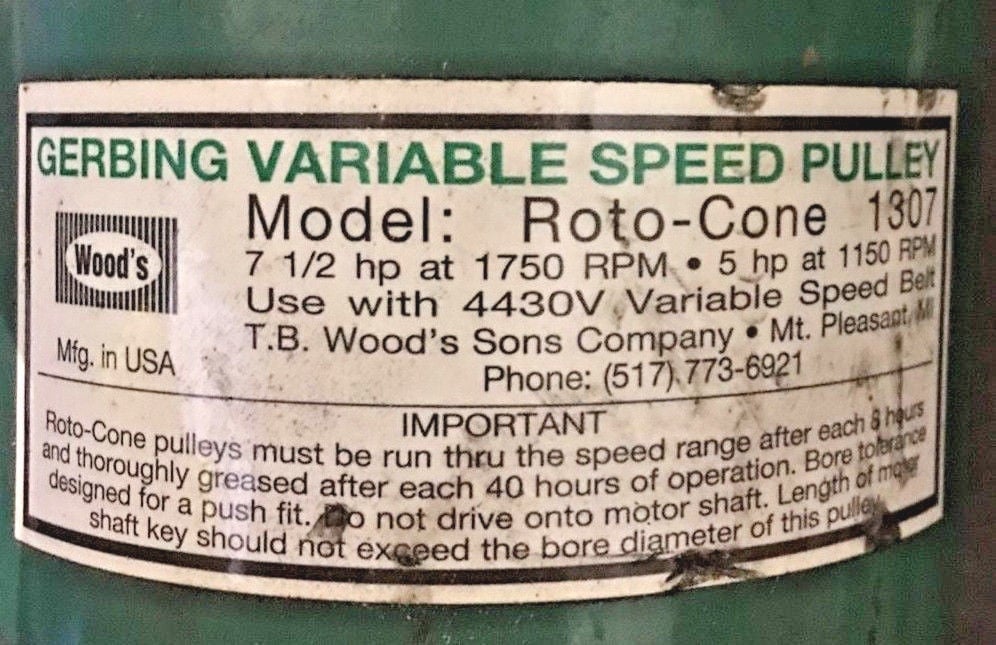 GERBING VARIABLE SPEED PULLEY
Wood's
Mfg. in USA
Model: Roto-Cone 1307
7 1/2 hp at 1750 RPM • 5 hp at 1150 RPM
Use with 4430V Variable Speed Belt
T.B. Wood's Sons Company • Mt. Pleasant, MI
Phone: (517) 773-6921
IMPORTANT
Roto-Cone pulleys must be run thru the speed range after each 8 hours
and thoroughly greased after each 40 hours of operation. Bore tolerance
designed for a push fit. Do not drive onto motor shaft. Length of motor
shaft key should not exceed the bore diameter of this pulley.